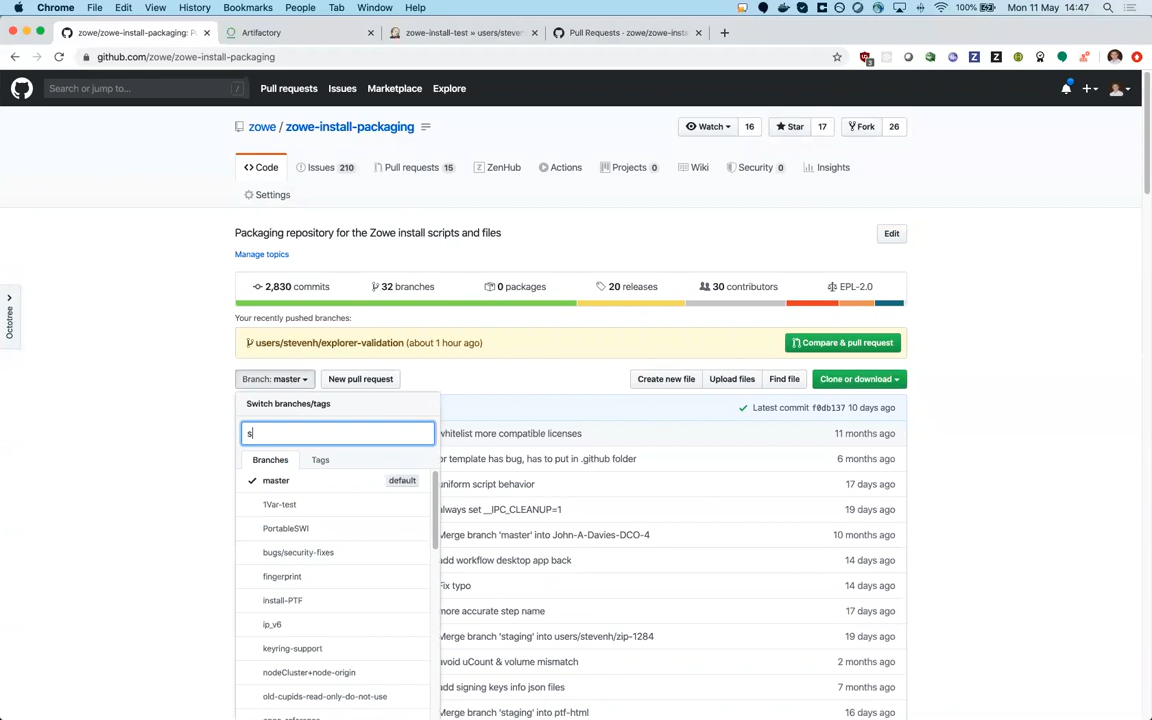 Chrome File Edit View History Bookmarks People Tab Window Help 100% Mon 11 May 14:47
zowe/zowe-install-packaging: P Artifactory zowe-install-test » users/steven Pull Requests · zowe/zowe-insta
github.com/zowe/zowe-install-packaging 3
Search or jump to... / Pull requests Issues Marketplace Explore
zowe / zowe-install-packaging Watch 16 Star 17 Fork 26
Code Issues 210 Pull requests 15 ZenHub Actions Projects 0 Wiki Security 0 Insights
Settings
Packaging repository for the Zowe install scripts and files Edit
Manage topics
2,830 commits 32 branches 0 packages 20 releases 30 contributors EPL-2.0
Octotree
Your recently pushed branches:
users/stevenh/explorer-validation (about 1 hour ago) Compare & pull request
Branch: master New pull request Create new file Upload files Find file Clone or download
Switch branches/tags Latest commit f0db137 10 days ago
s whitelist more compatible licenses 11 months ago
Branches Tags or template has bug, has to put in .github folder 6 months ago
master default uniform script behavior 17 days ago
1Var-test always set __IPC_CLEANUP=1 19 days ago
PortableSWI Merge branch 'master' into John-A-Davies-DCO-4 10 months ago
bugs/security-fixes add workflow desktop app back 14 days ago
fingerprint Fix typo 14 days ago
install-PTF more accurate step name 17 days ago
ip_v6 Merge branch 'staging' into users/stevenh/zip-1284 19 days ago
keyring-support avoid uCount & volume mismatch 2 months ago
nodeCluster+node-origin add signing keys info json files 7 months ago
old-cupids-read-only-do-not-use Merge branch 'staging' into ptf-html 16 days ago